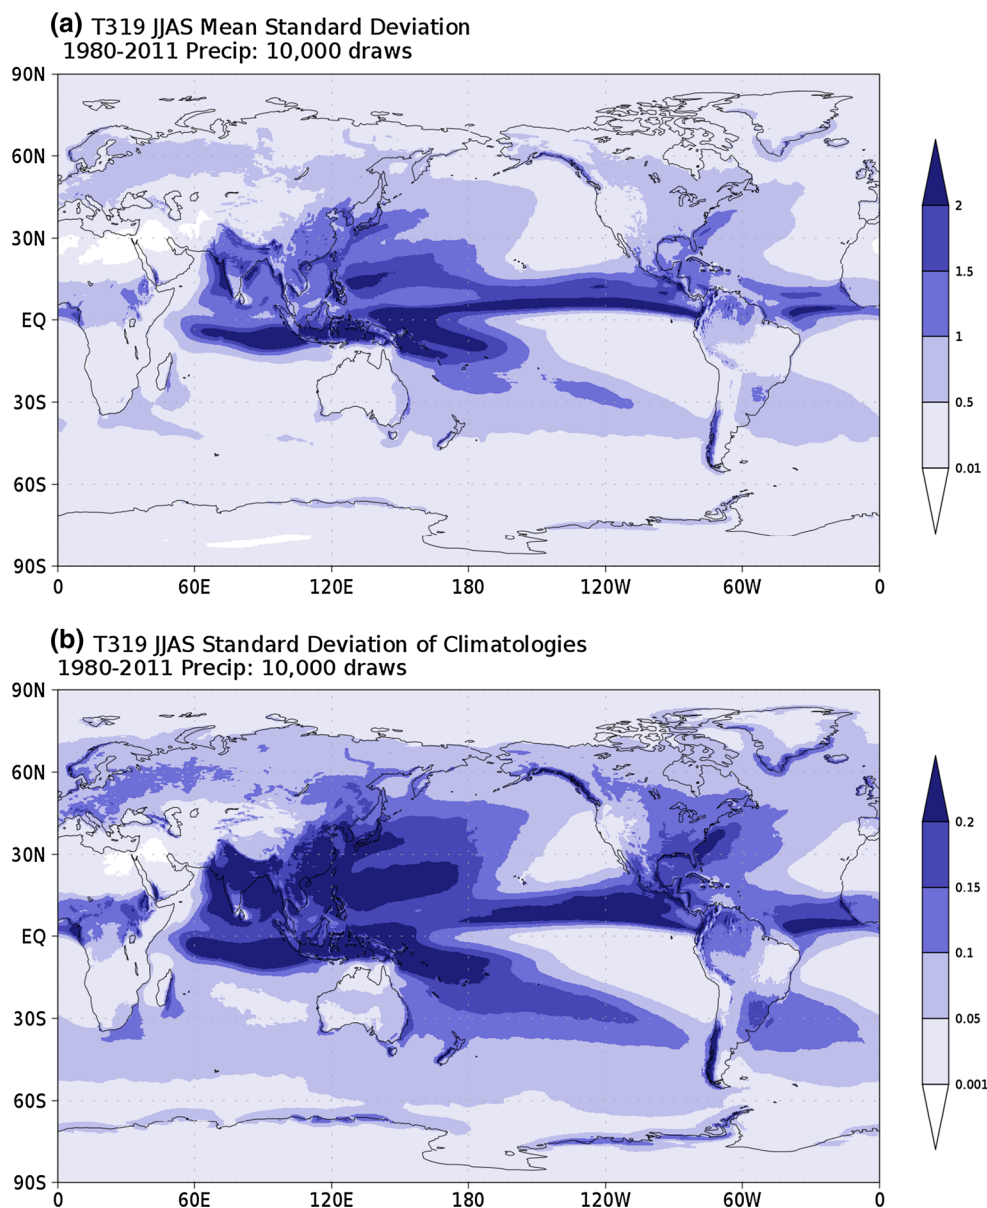 (a) T319 JJAS Mean Standard Deviation
1980-2011 Precip: 10,000 draws
90N
60N
30N
EQ
30S
60S
90S
0 60E 120E 180 120W 60W 0
2
1.5
1
0.5
0.01
(b) T319 JJAS Standard Deviation of Climatologies
1980-2011 Precip: 10,000 draws
90N
60N
30N
EQ
30S
60S
90S
0 60E 120E 180 120W 60W 0
0.2
0.15
0.1
0.05
0.001